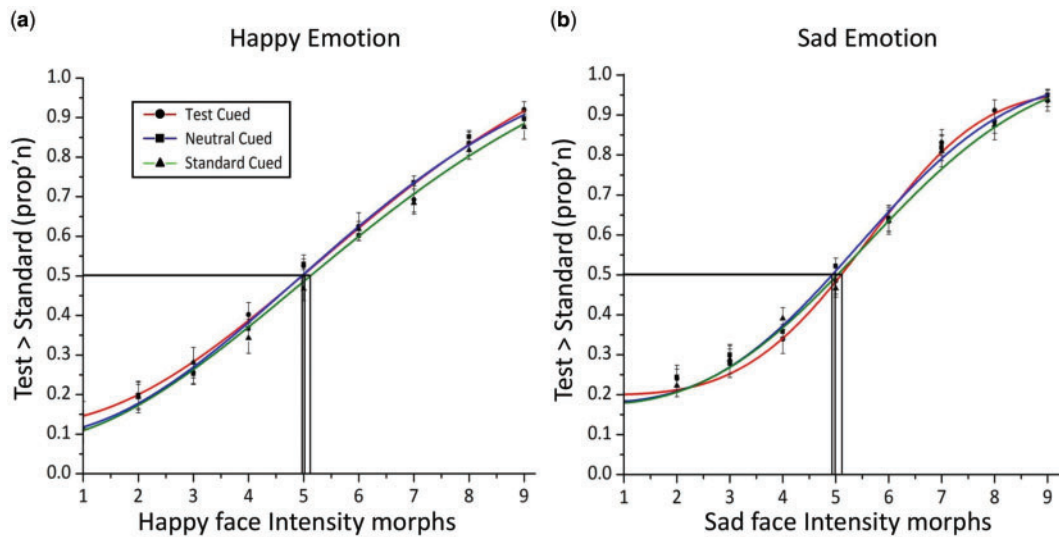 (a)
Happy Emotion
Test > Standard (prop'n)
1.0
0.9
0.8
0.7
0.6
0.5
0.4
0.3
0.2
0.1
0.0
Test Cued
Neutral Cued
Standard Cued
1 2 3 4 5 6 7 8 9
Happy face Intensity morphs
(b)
Sad Emotion
Test > Standard (prop'n)
1.0
0.9
0.8
0.7
0.6
0.5
0.4
0.3
0.2
0.1
0.0
1 2 3 4 5 6 7 8 9
Sad face Intensity morphs